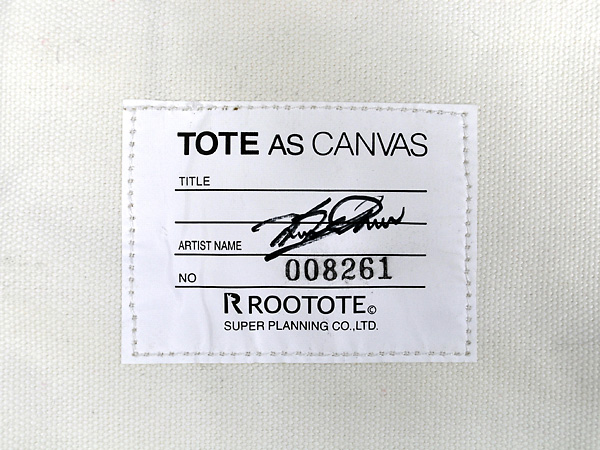 TOTE AS CANVAS
TITLE
ARTIST NAME
NO 008261
ROOTOTE©
SUPER PLANNING CO.,LTD.